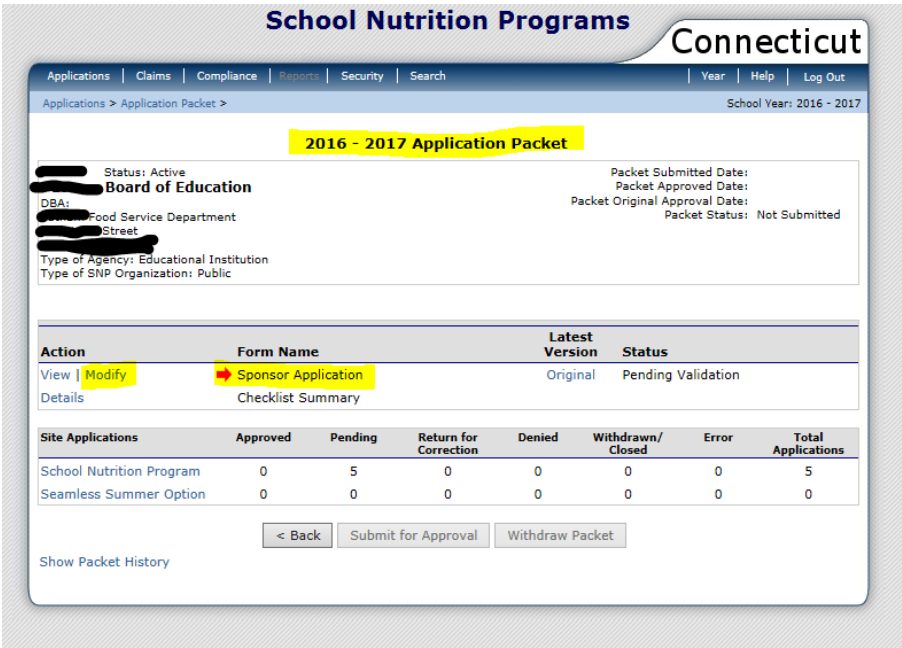 School Nutrition Programs
Connecticut
Applications | Claims | Compliance | Reports | Security | Search | Year | Help | Log Out
Applications > Application Packet > School Year: 2016 - 2017
2016 - 2017 Application Packet
Status: Active Packet Submitted Date:
Board of Education Packet Approved Date:
DBA: Packet Original Approval Date:
Food Service Department Packet Status: Not Submitted
Street
Type of Agency: Educational Institution
Type of SNP Organization: Public
Action Form Name Latest Version Status
View | Modify Sponsor Application Original Pending Validation
Details Checklist Summary
Site Applications Approved Pending Return for Correction Denied Withdrawn/ Closed Error Total Applications
School Nutrition Program 0 5 0 0 0 0 5
Seamless Summer Option 0 0 0 0 0 0 0
< Back Submit for Approval Withdraw Packet
Show Packet History